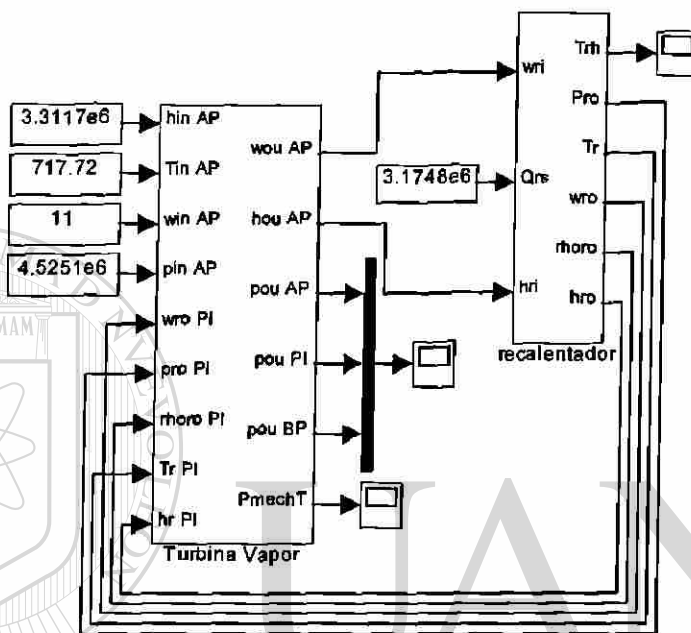 3.3117e6
717.72
11
4.5251e6
hin AP
Tin AP
win AP
pin AP
wro PI
pro PI
rhoro PI
Tr PI
hr PI
wou AP
hou AP
pou AP
pou PI
pou BP
PmechT
Turbina Vapor
3.1748e6
wri
Qrs
hri
Trh
Pro
Tr
wro
rhoro
hro
recalentador
UAN